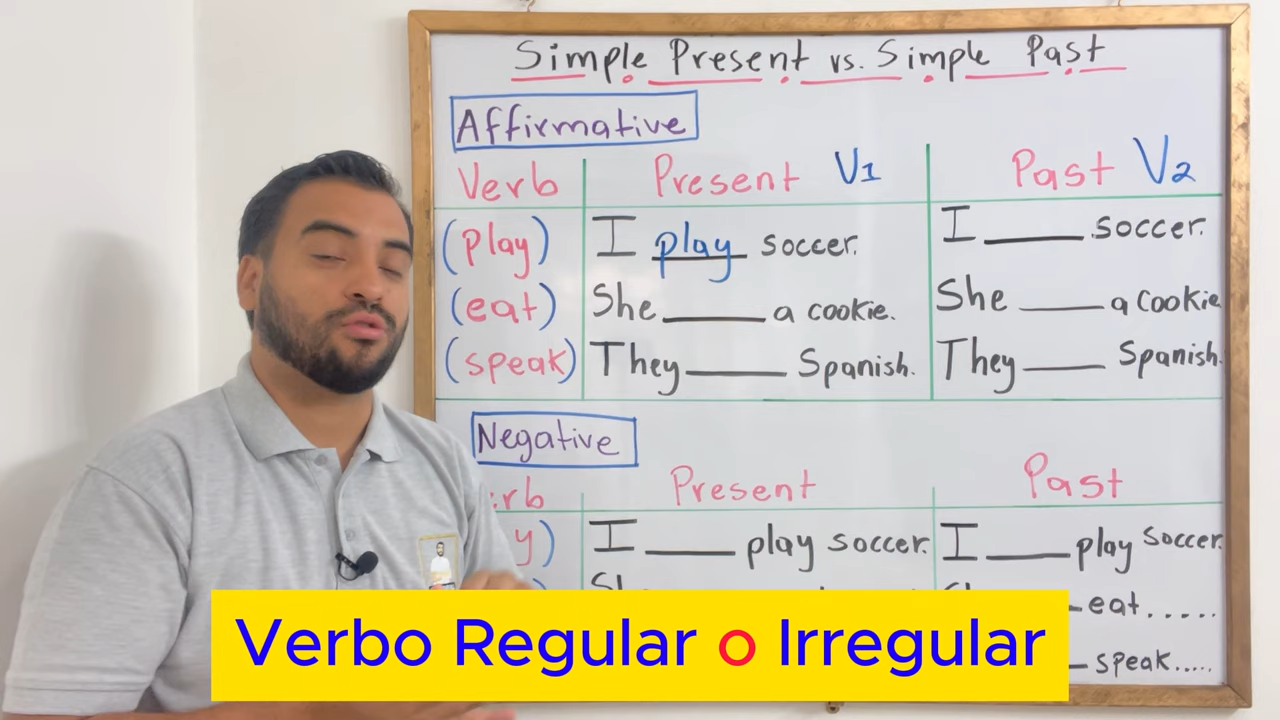 Simple Present vs. Simple Past
Affirmative
Verb Present V1 Past V2
(play) I play soccer. I ____ soccer.
(eat) She ____ a cookie. She ____ a cookie
(speak) They ____ Spanish. They ____ Spanish.
Negative
rb Present Past
y) I ____ play soccer. I ____ play soccer.
eat.....
speak.....
Verbo Regular o Irregular